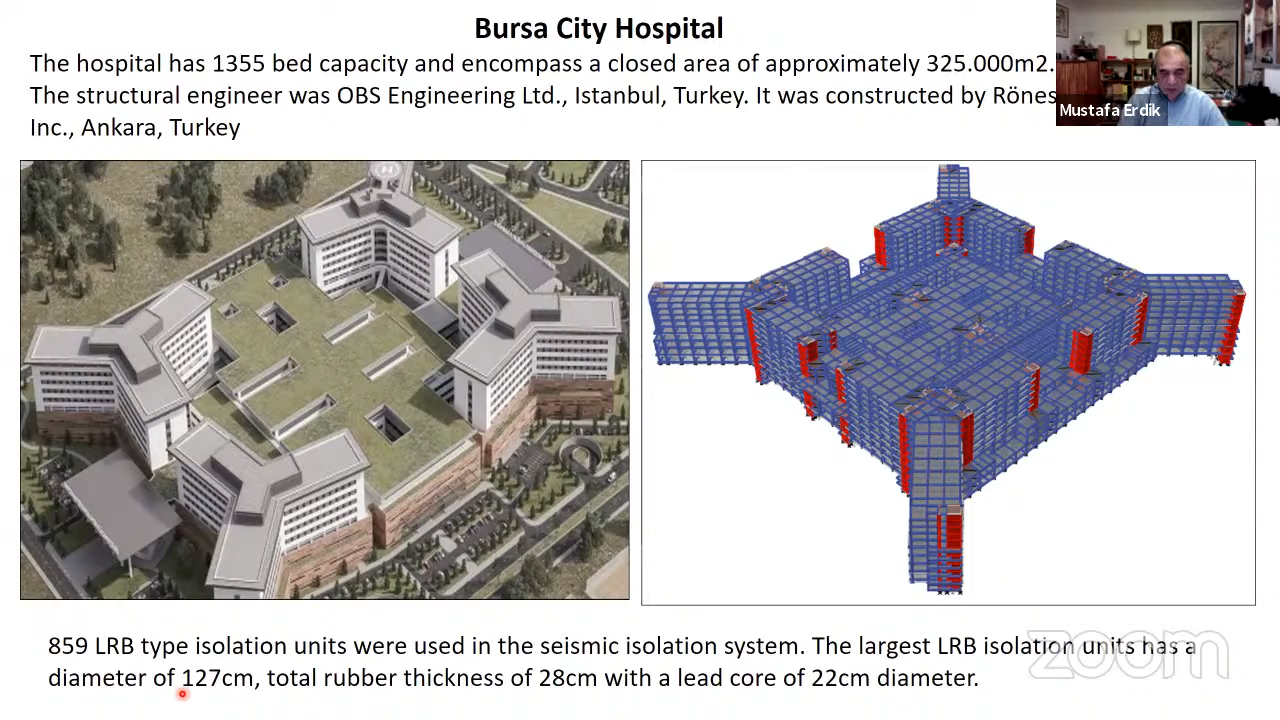 Bursa City Hospital
The hospital has 1355 bed capacity and encompass a closed area of approximately 325.000m2.
The structural engineer was OBS Engineering Ltd., Istanbul, Turkey. It was constructed by Rönes
Inc., Ankara, Turkey
Mustafa Erdik
H
859 LRB type isolation units were used in the seismic isolation system. The largest LRB isolation units has a
diameter of 127cm, total rubber thickness of 28cm with a lead core of 22cm diameter.
zoom